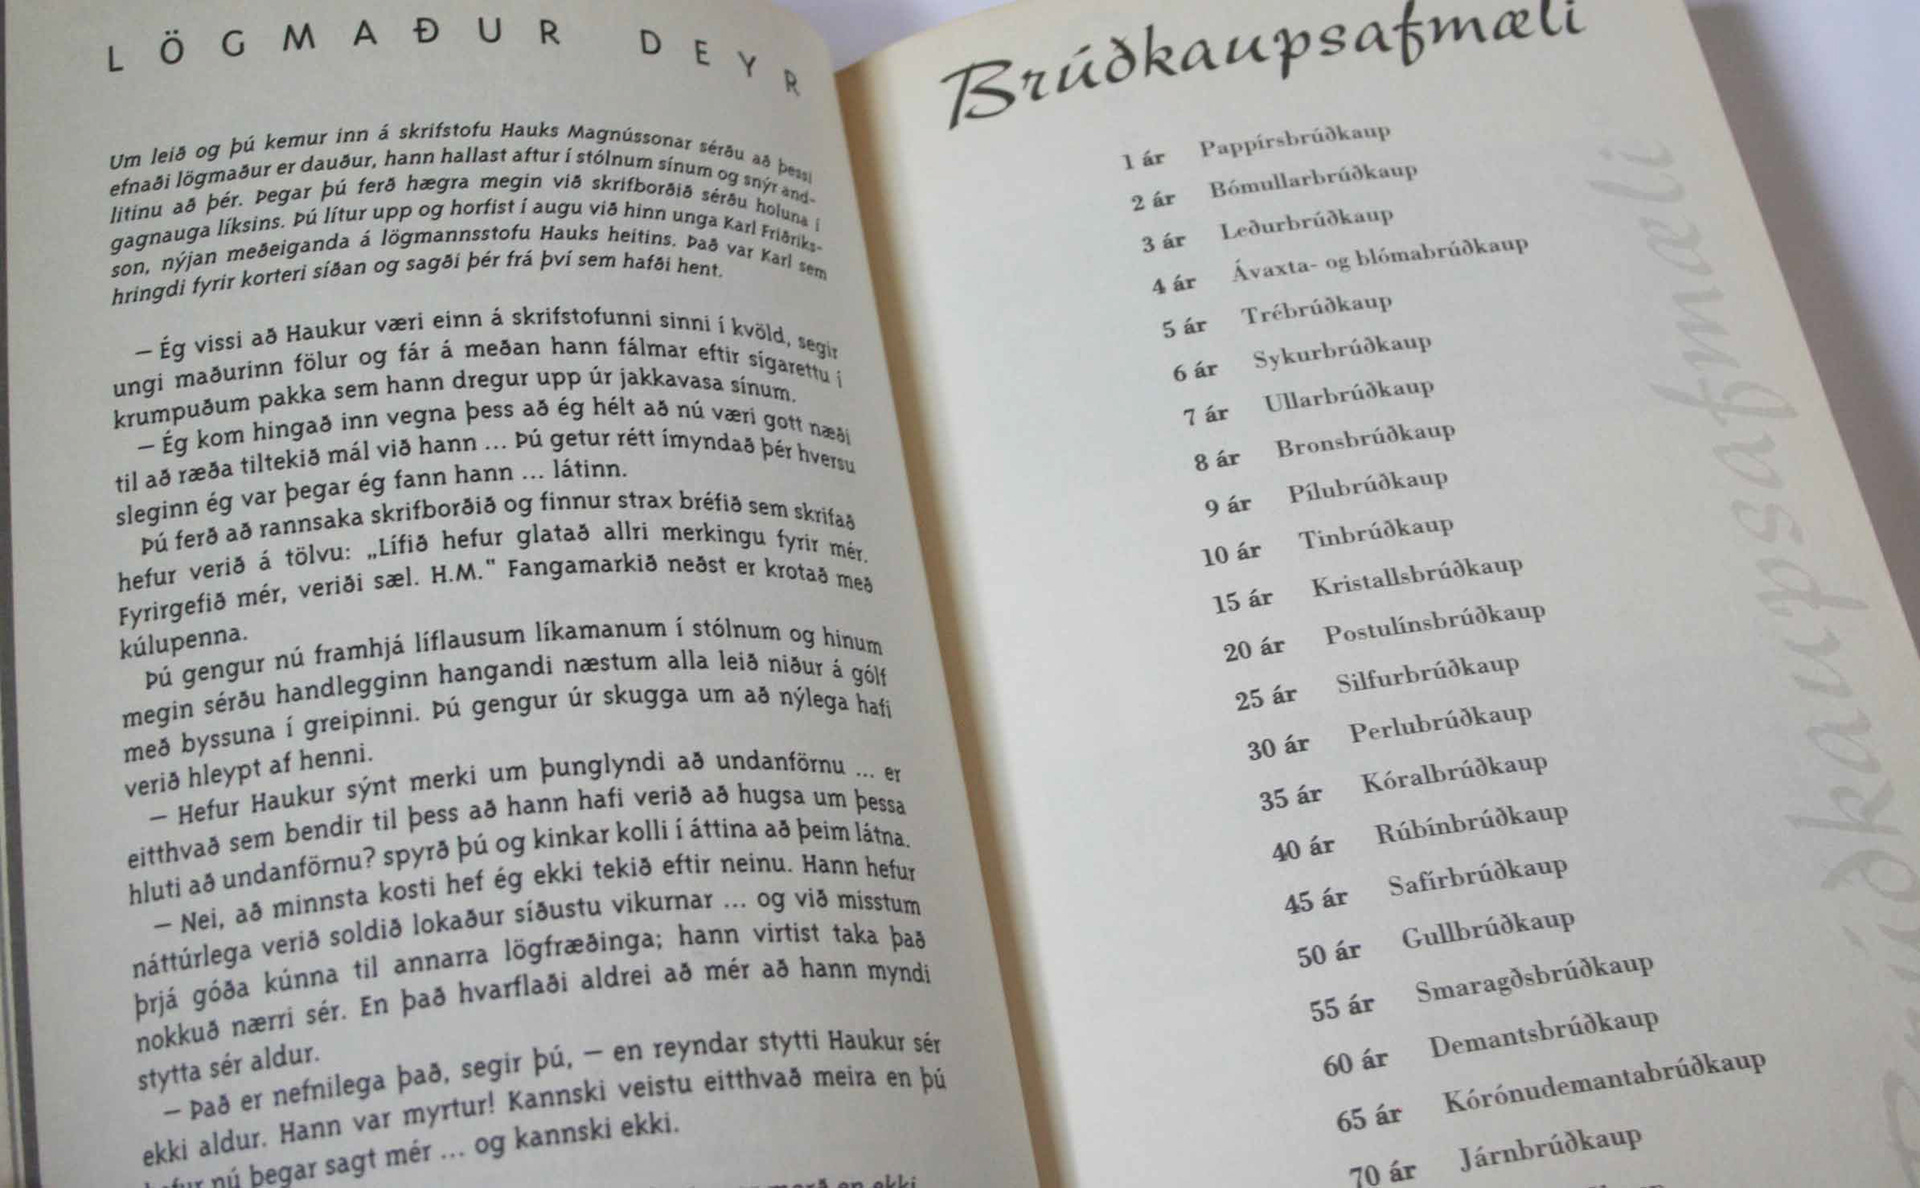 LÖGMAÐUR DEYR
Um leið og þú kemur inn á skrifstofu Hauks Magnússonar sérðu að þessi
efnaði lögmaður er dauður, hann hallast aftur í stólnum sínum og snýr and-
litinu að þér. Þegar þú ferð hægra megin við skrifborðið sérðu holuna í
gagnauga líksins. Þú lítur upp og horfist í augu við hinn unga Karl Friðriks-
son, nýjan meðeiganda á lögmannsstofu Hauks heitins. Það var Karl sem
hringdi fyrir korteri síðan og sagði þér frá því sem hafði hent.
– Ég vissi að Haukur væri einn á skrifstofunni sinni í kvöld, segir
ungi maðurinn fölur og fár á meðan hann fálmar eftir sígarettu í
krumpuðum pakka sem hann dregur upp úr jakkavasa sínum.
– Ég kom hingað inn vegna þess að ég hélt að nú væri gott næði
til að ræða tiltekið mál við hann ... Þú getur rétt ímyndað þér hversu
sleginn ég var þegar ég fann hann ... látinn.
Þú ferð að rannsaka skrifborðið og finnur strax bréfið sem skrifað
hefur verið á tölvu: „Lífið hefur glatað allri merkingu fyrir mér.
Fyrirgefið mér, veriði sæl. H.M." Fangamarkið neðst er krotað með
kúlupenna.
Þú gengur nú framhjá líflausum líkamanum í stólnum og hinum
megin sérðu handlegginn hangandi næstum alla leið niður á gólf
með byssuna í greipinni. Þú gengur úr skugga um að nýlega hafi
verið hleypt af henni.
– Hefur Haukur sýnt merki um þunglyndi að undanförnu ... er
eitthvað sem bendir til þess að hann hafi verið að hugsa um þessa
hluti að undanförnu? spyrð þú og kinkar kolli í áttina að þeim látna.
– Nei, að minnsta kosti hef ég ekki tekið eftir neinu. Hann hefur
náttúrlega verið soldið lokaður síðustu vikurnar ... og við misstum
þrjá góða kúnna til annarra lögfræðinga; hann virtist taka það
nokkuð nærri sér. En það hvarflaði aldrei að mér að hann myndi
stytta sér aldur.
– Það er nefnilega það, segir þú, – en reyndar stytti Haukur sér
ekki aldur. Hann var myrtur! Kannski veistu eitthvað meira en þú
nú þegar sagt mér ... og kannski ekki.
en ekki
Brúðkaupsafmæli
1 ár Pappírsbrúðkaup
2 ár Bómullarbrúðkaup
3 ár Leðurbrúðkaup
4 ár Ávaxta- og blómabrúðkaup
5 ár Trébrúðkaup
6 ár Sykurbrúðkaup
7 ár Ullarbrúðkaup
8 ár Bronsbrúðkaup
9 ár Pílubrúðkaup
10 ár Tinbrúðkaup
15 ár Kristallsbrúðkaup
20 ár Postulínsbrúðkaup
25 ár Silfurbrúðkaup
30 ár Perlubrúðkaup
35 ár Kóralbrúðkaup
40 ár Rúbínbrúðkaup
45 ár Safírbrúðkaup
50 ár Gullbrúðkaup
55 ár Smaragðsbrúðkaup
60 ár Demantsbrúðkaup
65 ár Kórónudemantabrúðkaup
70 ár Járnbrúðkaup
Brúðkaupsafmæli